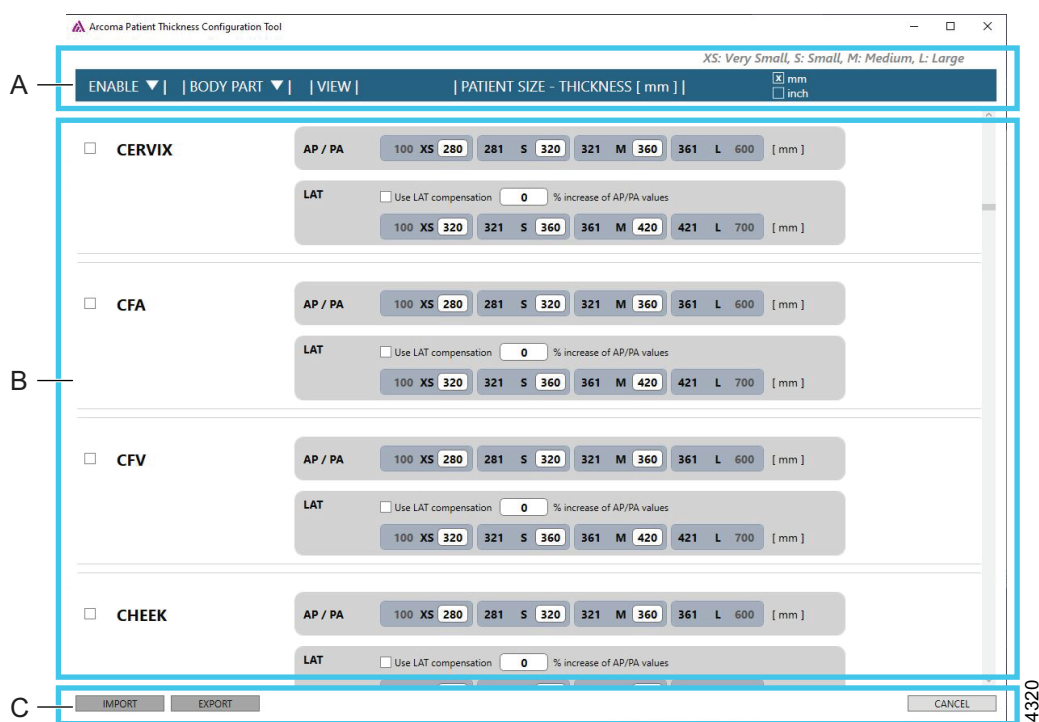 Arcoma Patient Thickness Configuration Tool
XS: Very Small, S: Small, M: Medium, L: Large
A
ENABLE ▼ | | BODY PART ▼ | | VIEW | | PATIENT SIZE - THICKNESS [ mm ] | x mm
inch
CERVIX AP / PA 100 XS 280 281 S 320 321 M 360 361 L 600 [ mm ]
LAT Use LAT compensation 0 % increase of AP/PA values
100 XS 320 321 S 360 361 M 420 421 L 700 [ mm ]
CFA AP / PA 100 XS 280 281 S 320 321 M 360 361 L 600 [ mm ]
LAT Use LAT compensation 0 % increase of AP/PA values
B
100 XS 320 321 S 360 361 M 420 421 L 700 [ mm ]
CFV AP / PA 100 XS 280 281 S 320 321 M 360 361 L 600 [ mm ]
LAT Use LAT compensation 0 % increase of AP/PA values
100 XS 320 321 S 360 361 M 420 421 L 700 [ mm ]
CHEEK AP / PA 100 XS 280 281 S 320 321 M 360 361 L 600 [ mm ]
LAT Use LAT compensation 0 % increase of AP/PA values
C
IMPORT EXPORT CANCEL
4320